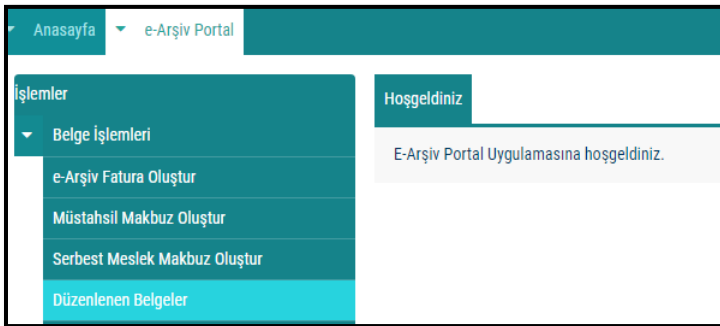 Anasayfa
e-Arşiv Portal
İşlemler
Belge İşlemleri
e-Arşiv Fatura Oluştur
Müstahsil Makbuz Oluştur
Serbest Meslek Makbuz Oluştur
Düzenlenen Belgeler
Hoşgeldiniz
E-Arşiv Portal Uygulamasına hoşgeldiniz.